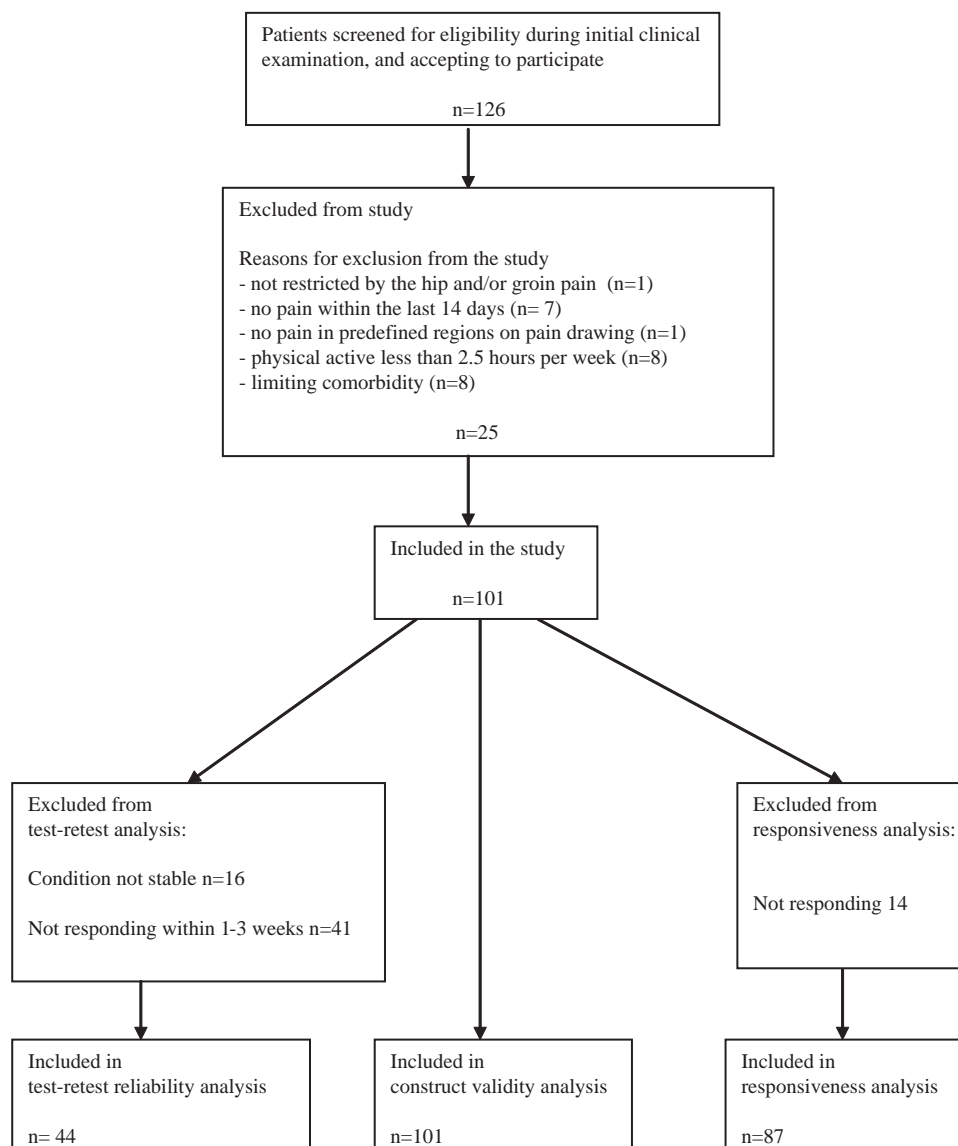 Patients screened for eligibility during initial clinical
examination, and accepting to participate
n=126
Excluded from study
Reasons for exclusion from the study
- not restricted by the hip and/or groin pain (n=1)
- no pain within the last 14 days (n= 7)
- no pain in predefined regions on pain drawing (n=1)
- physical active less than 2.5 hours per week (n=8)
- limiting comorbidity (n=8)
n=25
Included in the study
n=101
Excluded from
test-retest analysis:
Condition not stable n=16
Not responding within 1-3 weeks n=41
Excluded from
responsiveness analysis:
Not responding 14
Included in
test-retest reliability analysis
n= 44
Included in
construct validity analysis
n=101
Included in
responsiveness analysis
n=87